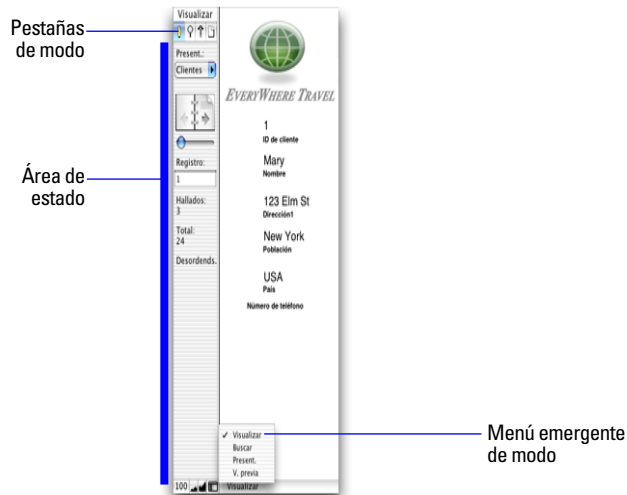 Pestañas
de modo
Área de
estado
Visualizar
Present.:
Clientes
Registro:
1
Hallados:
3
Total:
24
Desordends.
EVERYWHERE TRAVEL
1
ID de cliente
Mary
Nombre
123 Elm St
Dirección1
New York
Población
USA
País
Número de teléfono
✓ Visualizar
Buscar
Present.
V. previa
100
Visualizar
Menú emergente
de modo